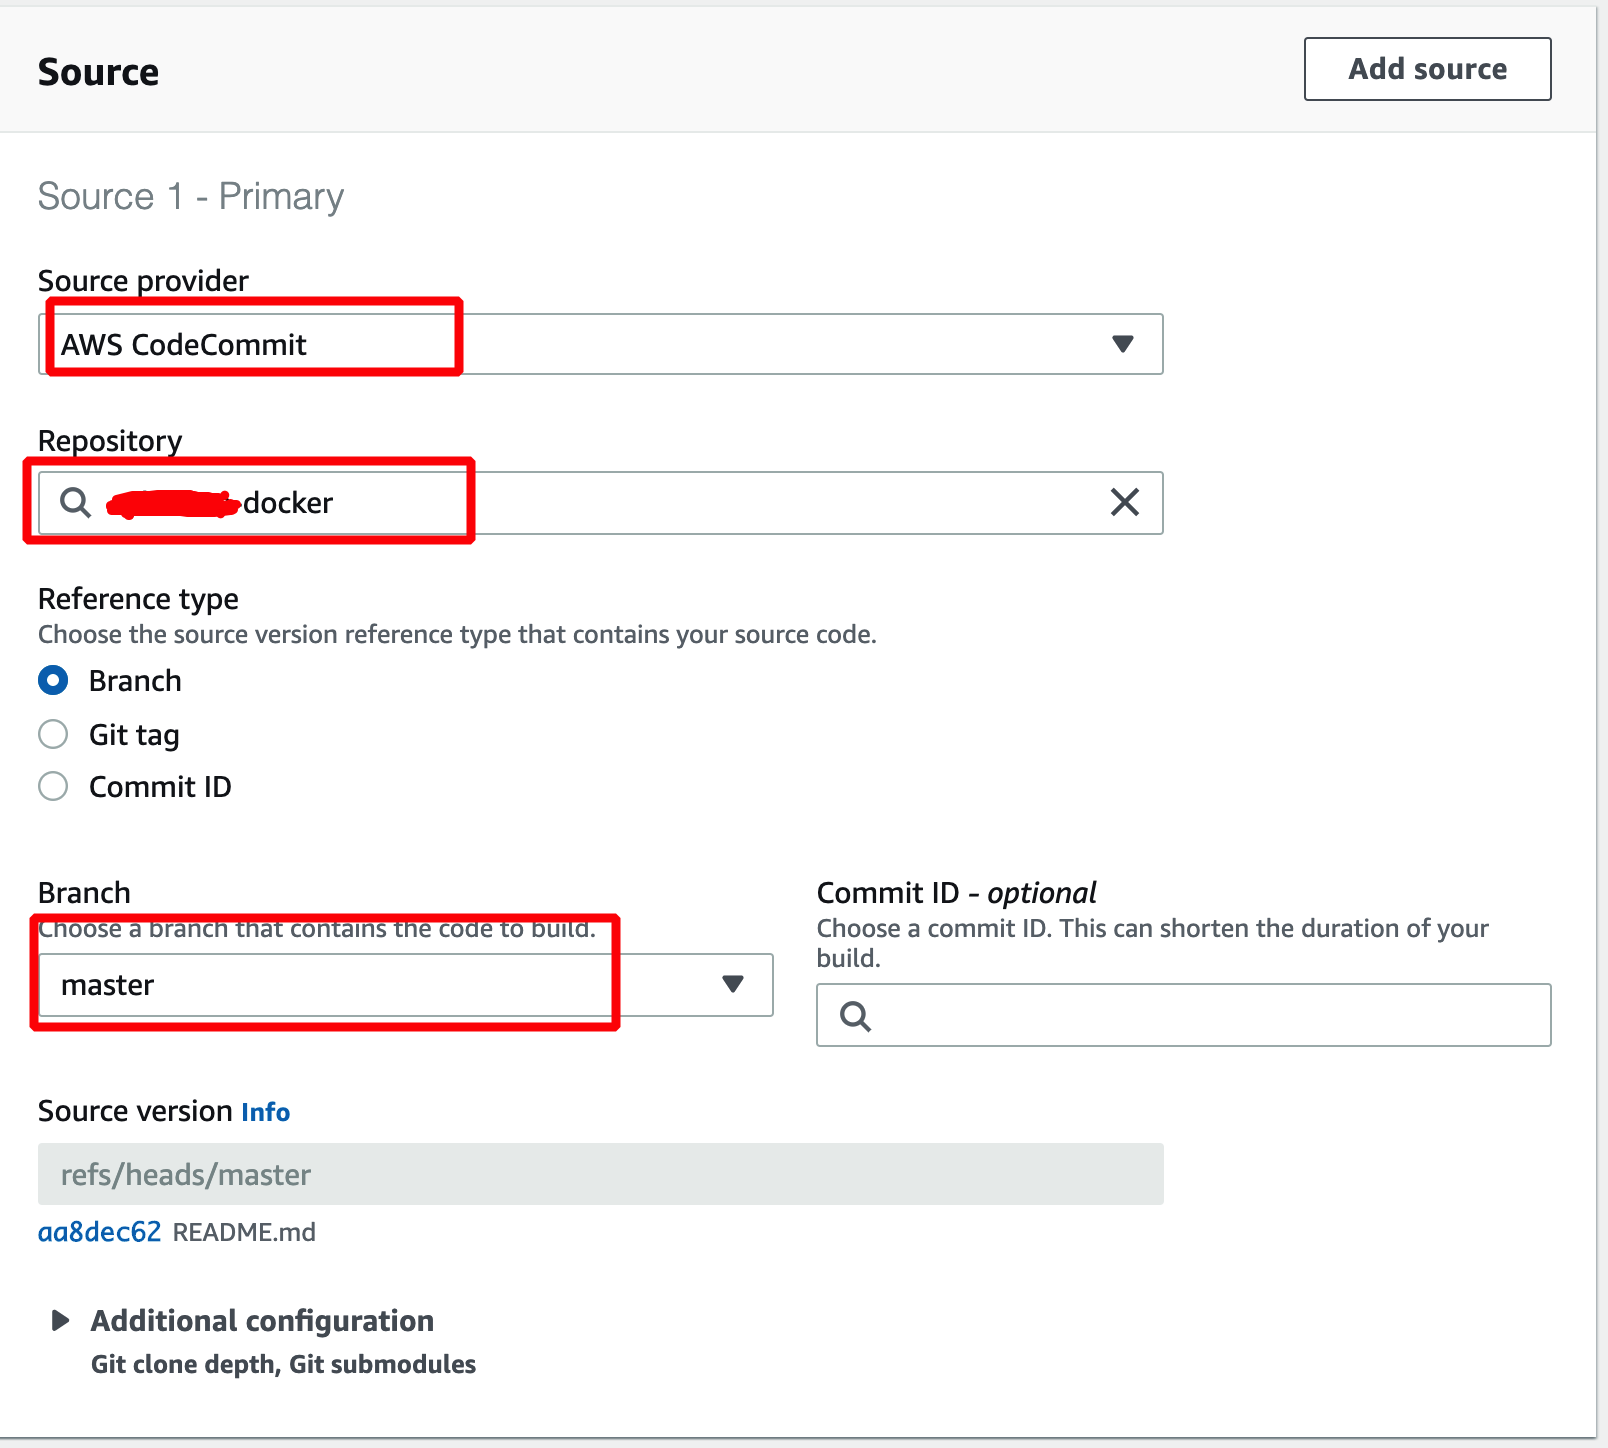 Source
Add source
Source 1 - Primary
Source provider
AWS CodeCommit
Repository
-docker
Reference type
Choose the source version reference type that contains your source code.
Branch
Git tag
Commit ID
Branch
Choose a branch that contains the code to build.
master
Commit ID - optional
Choose a commit ID. This can shorten the duration of your
build.
Source version Info
refs/heads/master
aa8dec62 README.md
Additional configuration
Git clone depth, Git submodules